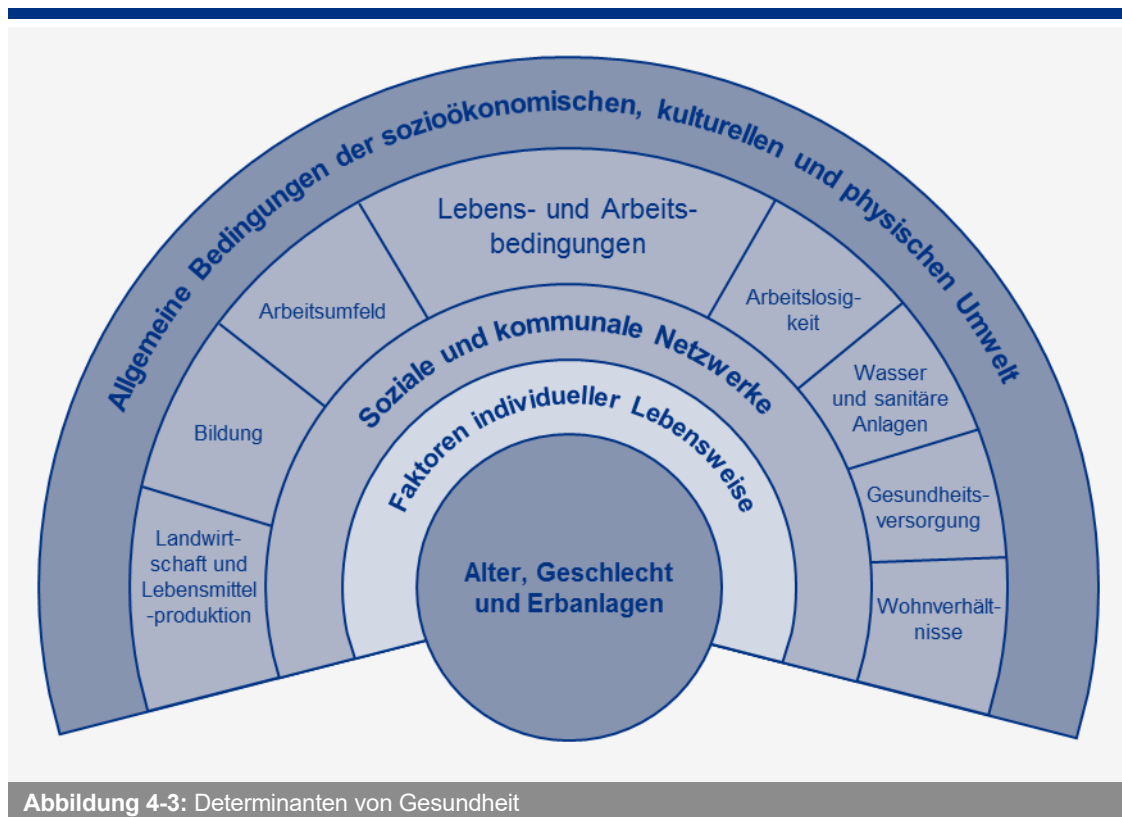 Allgemeine Bedingungen der sozioökonomischen, kulturellen und physischen Umwelt
Lebens- und Arbeits-
bedingungen
Arbeitsumfeld
Bildung
Landwirt-
schaft und
Lebensmittel
-produktion
Arbeitslosig-
keit
Wasser
und sanitäre
Anlagen
Gesundheits-
versorgung
Wohnverhält-
nisse
Soziale und kommunale Netzwerke
Faktoren individueller Lebensweise
Alter, Geschlecht
und Erbanlagen
Abbildung 4-3: Determinanten von Gesundheit